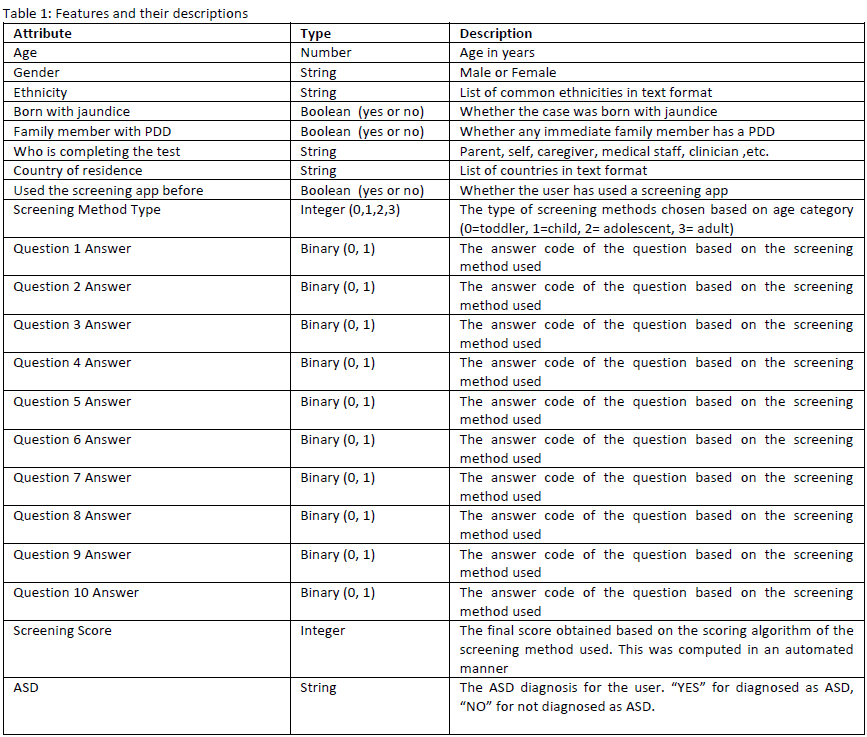 Table 1: Features and their descriptions
Attribute Type Description
Age Number Age in years
Gender String Male or Female
Ethnicity String List of common ethnicities in text format
Born with jaundice Boolean (yes or no) Whether the case was born with jaundice
Family member with PDD Boolean (yes or no) Whether any immediate family member has a PDD
Who is completing the test String Parent, self, caregiver, medical staff, clinician ,etc.
Country of residence String List of countries in text format
Used the screening app before Boolean (yes or no) Whether the user has used a screening app
Screening Method Type Integer (0,1,2,3) The type of screening methods chosen based on age category
(0=toddler, 1=child, 2= adolescent, 3= adult)
Question 1 Answer Binary (0, 1) The answer code of the question based on the screening
method used
Question 2 Answer Binary (0, 1) The answer code of the question based on the screening
method used
Question 3 Answer Binary (0, 1) The answer code of the question based on the screening
method used
Question 4 Answer Binary (0, 1) The answer code of the question based on the screening
method used
Question 5 Answer Binary (0, 1) The answer code of the question based on the screening
method used
Question 6 Answer Binary (0, 1) The answer code of the question based on the screening
method used
Question 7 Answer Binary (0, 1) The answer code of the question based on the screening
method used
Question 8 Answer Binary (0, 1) The answer code of the question based on the screening
method used
Question 9 Answer Binary (0, 1) The answer code of the question based on the screening
method used
Question 10 Answer Binary (0, 1) The answer code of the question based on the screening
method used
Screening Score Integer The final score obtained based on the scoring algorithm of the
screening method used. This was computed in an automated
manner
ASD String The ASD diagnosis for the user. “YES” for diagnosed as ASD,
“NO” for not diagnosed as ASD.